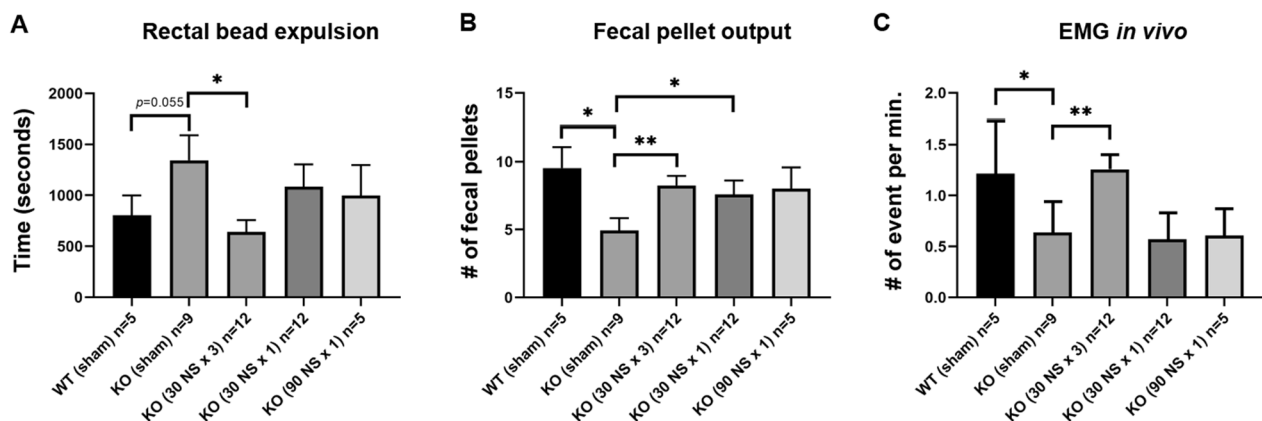 A
Rectal bead expulsion
Time (seconds)
2000
1500
1000
500
0
p=0.055
*
WT (sham) n=5
KO (sham) n=9
KO (30 NS x 3) n=12
KO (30 NS x 1) n=12
KO (90 NS x 1) n=5
B
Fecal pellet output
# of fecal pellets
15
10
5
0
*
*
**
WT (sham) n=5
KO (sham) n=9
KO (30 NS x 3) n=12
KO (30 NS x 1) n=12
KO (90 NS x 1) n=5
C
EMG in vivo
# of event per min.
2.0
1.5
1.0
0.5
0.0
*
**
WT (sham) n=5
KO (sham) n=9
KO (30 NS x 3) n=12
KO (30 NS x 1) n=12
KO (90 NS x 1) n=5